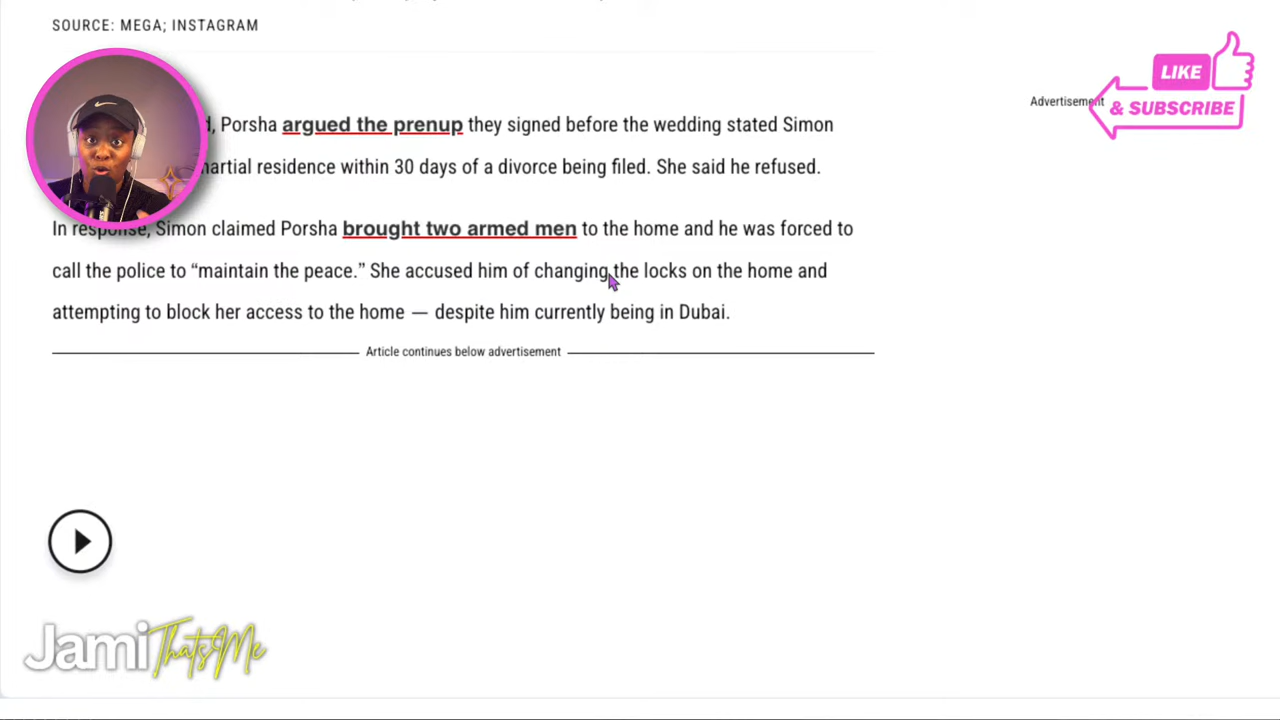 SOURCE: MEGA; INSTAGRAM
LIKE
& SUBSCRIBE
Advertisement
Porsha argued the prenup they signed before the wedding stated Simon
martial residence within 30 days of a divorce being filed. She said he refused.
In response, Simon claimed Porsha brought two armed men to the home and he was forced to
call the police to “maintain the peace.” She accused him of changing the locks on the home and
attempting to block her access to the home — despite him currently being in Dubai.
Article continues below advertisement
Jami ThatsMe